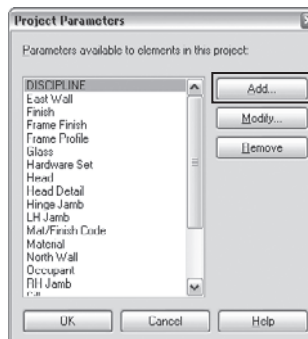 Project Parameters
Parameters available to elements in this project:
DISCIPLINE
East Wall
Finish
Frame Finish
Frame Profile
Glass
Hardware Set
Head
Head Detail
Hinge Jamb
LH Jamb
Mat/Finish Code
Material
North Wall
Occupant
RH Jamb
Add...
Modify...
Remove
OK
Cancel
Help